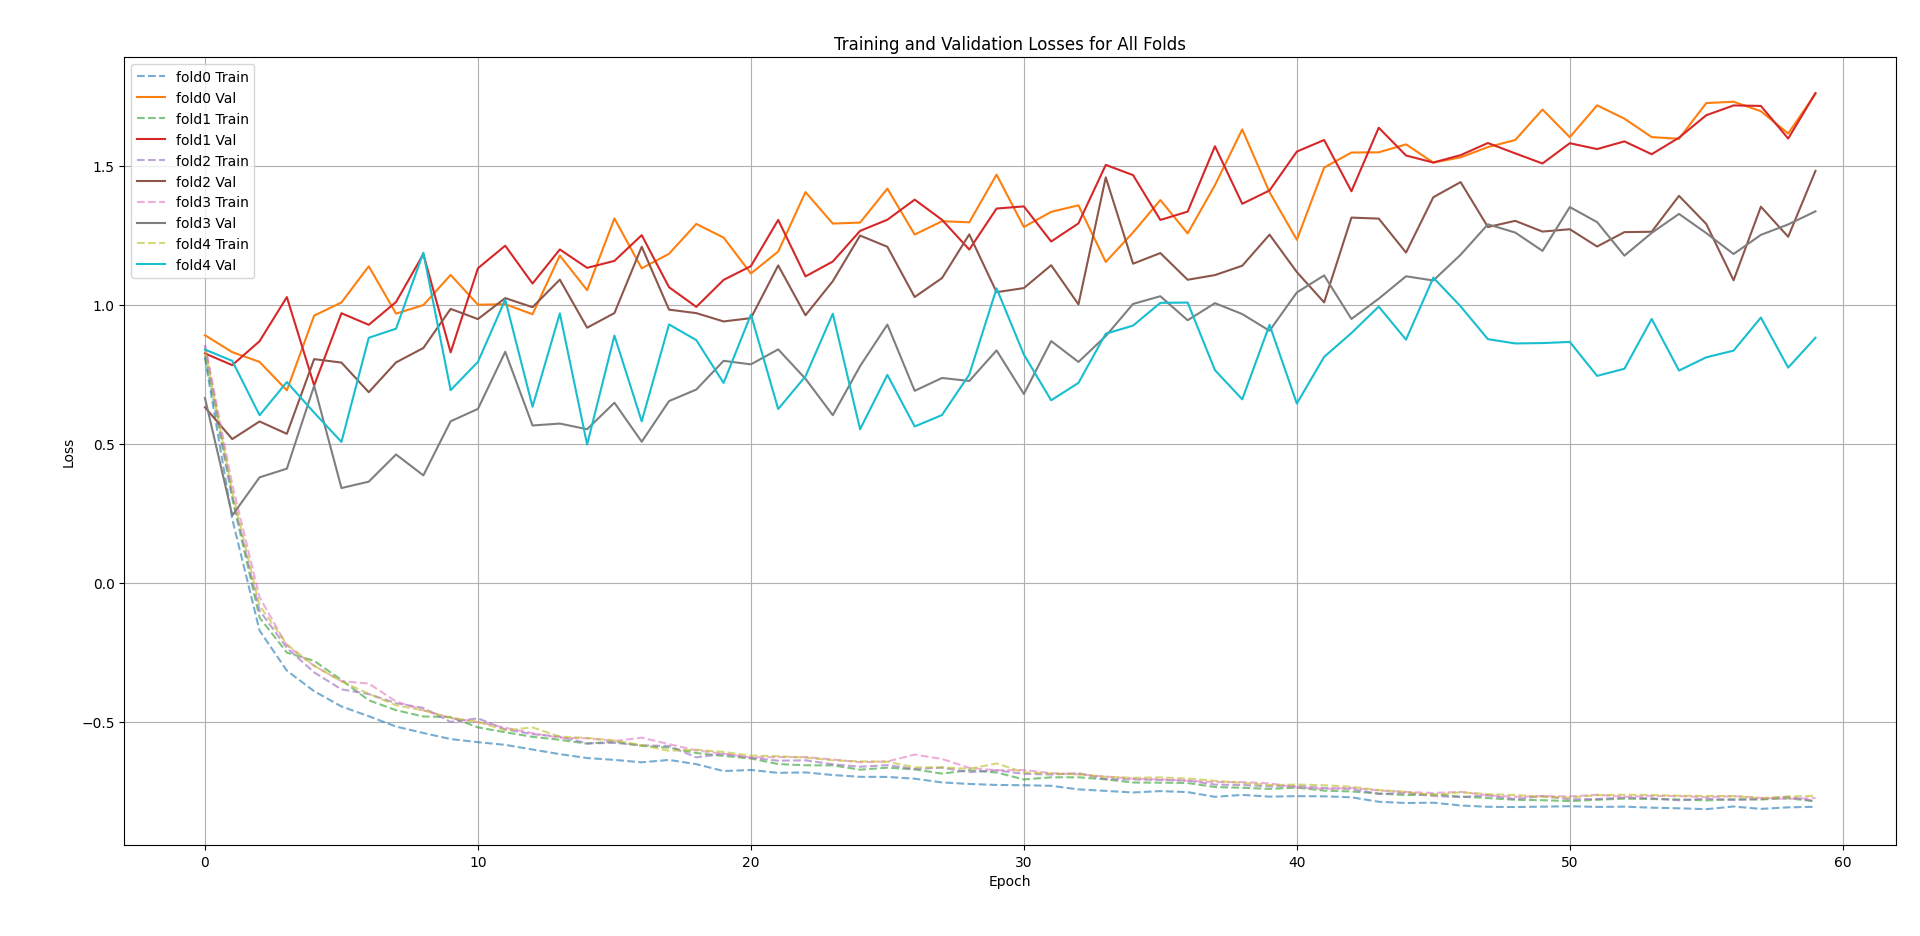 Training and Validation Losses for All Folds
fold0 Train
fold0 Val
fold1 Train
fold1 Val
fold2 Train
fold2 Val
fold3 Train
fold3 Val
fold4 Train
fold4 Val
1.5
1.0
0.5
0.0
−0.5
Loss
0 10 20 30 40 50 60
Epoch